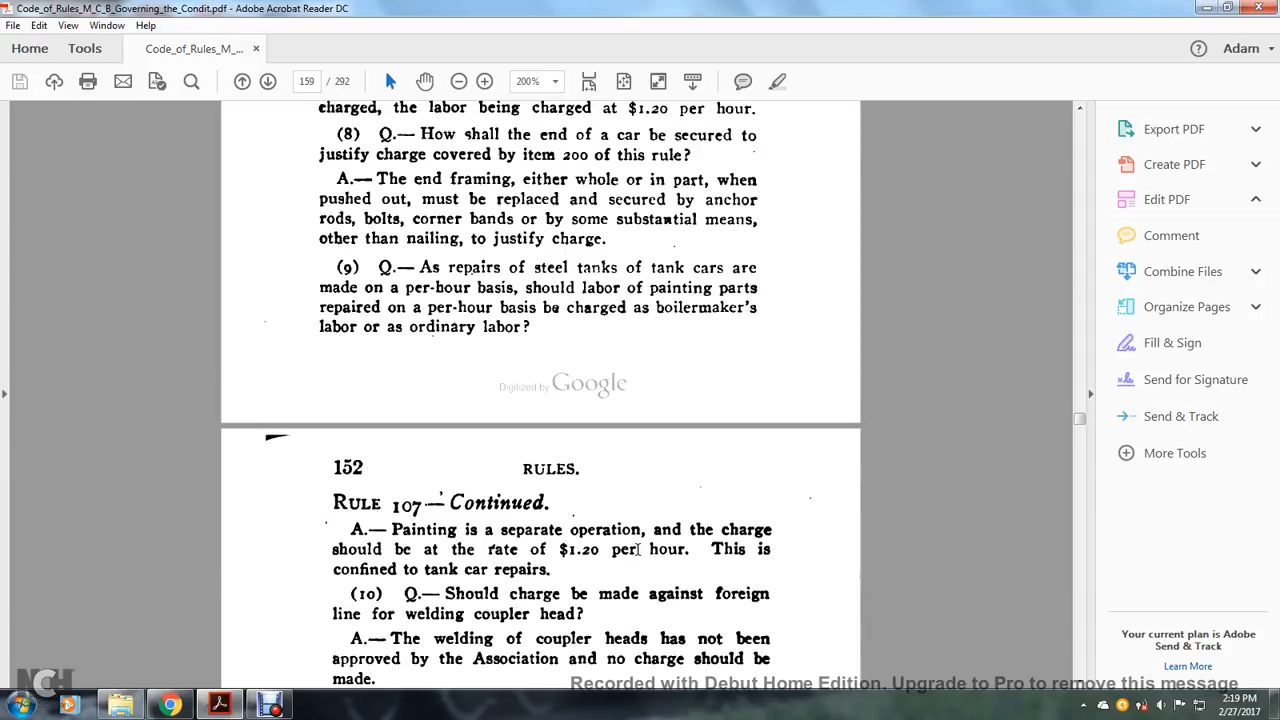 Code_of_Rules_M_C_B_Governing_the_Condit.pdf - Adobe Acrobat Reader DC
File Edit View Window Help
Home Tools Code_of_Rules_M_... × Adam
159 / 292 200%
charged, the labor being charged at $1.20 per hour.
(8) Q.— How shall the end of a car be secured to
justify charge covered by item 200 of this rule?
A.— The end framing, either whole or in part, when
pushed out, must be replaced and secured by anchor
rods, bolts, corner bands or by some substantial means,
other than nailing, to justify charge.
(9) Q.— As repairs of steel tanks of tank cars are
made on a per-hour basis, should labor of painting parts
repaired on a per-hour basis be charged as boilermaker's
labor or as ordinary labor?
Digitized by Google
152 RULES.
RULE 107 — Continued.
A.— Painting is a separate operation, and the charge
should be at the rate of $1.20 per hour. This is
confined to tank car repairs.
(10) Q.— Should charge be made against foreign
line for welding coupler head?
A.— The welding of coupler heads has not been
approved by the Association and no charge should be
made.
Export PDF
Create PDF
Edit PDF
Comment
Combine Files
Organize Pages
Fill & Sign
Send for Signature
Send & Track
More Tools
Your current plan is Adobe
Send & Track
Learn More
NCH
Recorded with Debut Home Edition. Upgrade to Pro to remove this message
2:19 PM
2/27/2017